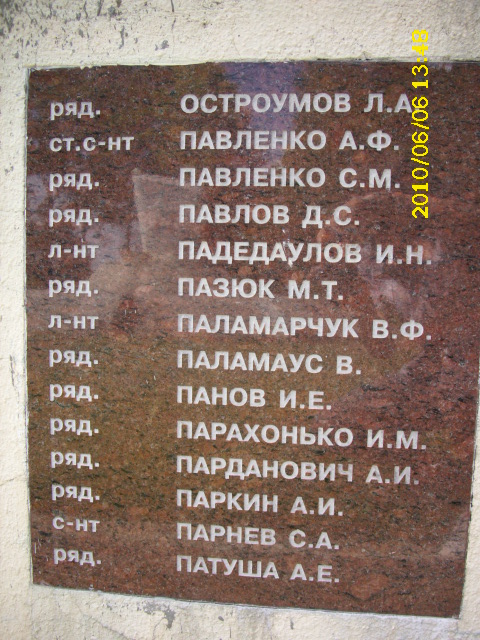 ряд. ОСТРОУМОВ Л.А
ст.с-нт ПАВЛЕНКО А.Ф.
ряд. ПАВЛЕНКО С.М.
ряд. ПАВЛОВ Д.С.
л-нт ПАДЕДАУЛОВ И.Н.
ряд. ПАЗЮК М.Т.
л-нт ПАЛАМАРЧУК В.Ф.
ряд. ПАЛАМАУС В.
ряд. ПАНОВ И.Е.
ряд. ПАРАХОНЬКО И.М.
ряд. ПАРДАНОВИЧ А.И.
ряд. ПАРКИН А.И.
с-нт ПАРНЕВ С.А.
ряд. ПАТУША А.Е.
2010/06/06 13:49